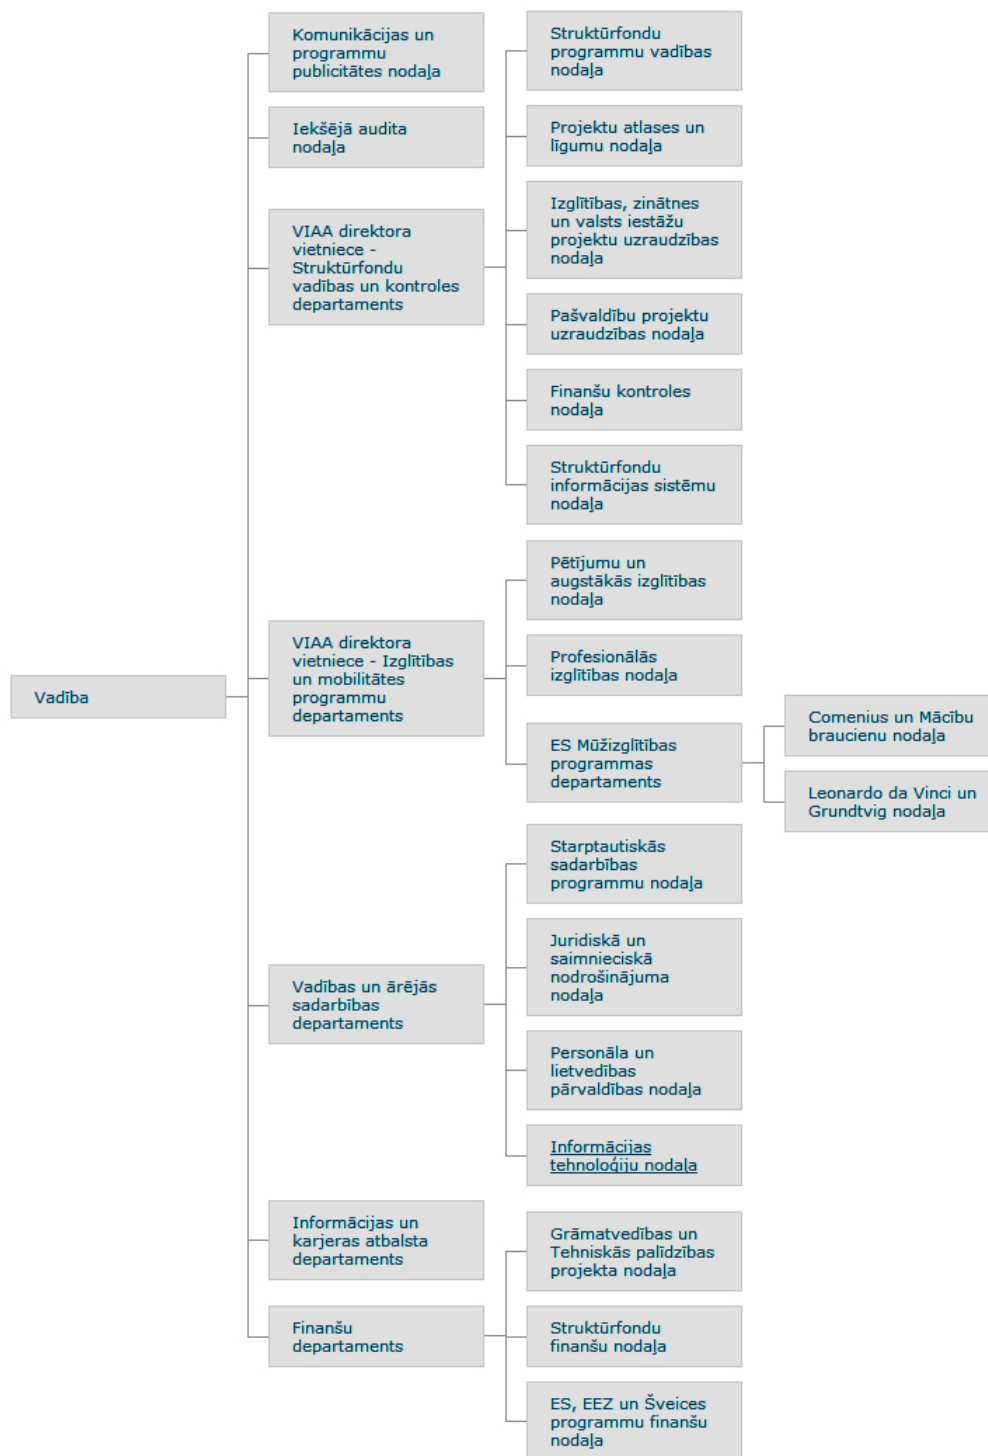 Vadība
Komunikācijas un
programmu
publicitātes nodaļa
Iekšējā audita
nodaļa
VIAA direktora
vietniece -
Struktūrfondu
vadības un kontroles
departaments
Struktūrfondu
programmu vadības
nodaļa
Projektu atlases un
līgumu nodaļa
Izglītības, zinātnes
un valsts iestāžu
projektu uzraudzības
nodaļa
Pašvaldību projektu
uzraudzības nodaļa
Finanšu kontroles
nodaļa
Struktūrfondu
informācijas sistēmu
nodaļa
VIAA direktora
vietniece - Izglītības
un mobilitātes
programmu
departaments
Pētījumu un
augstākās izglītības
nodaļa
Profesionālās
izglītības nodaļa
ES Mūžizglītības
programmas
departaments
Comenius un Mācību
braucienu nodaļa
Leonardo da Vinci un
Grundtvig nodaļa
Vadības un ārējās
sadarbības
departaments
Starptautiskās
sadarbības
programmu nodaļa
Juridiskā un
saimnieciskā
nodrošinājuma
nodaļa
Personāla un
lietvedības
pārvaldības nodaļa
Informācijas
tehnoloģiju nodaļa
Informācijas un
karjeras atbalsta
departaments
Finanšu
departaments
Grāmatvedības un
Tehniskās palīdzības
projekta nodaļa
Struktūrfondu
finanšu nodaļa
ES, EEZ un Šveices
programmu finanšu
nodaļa